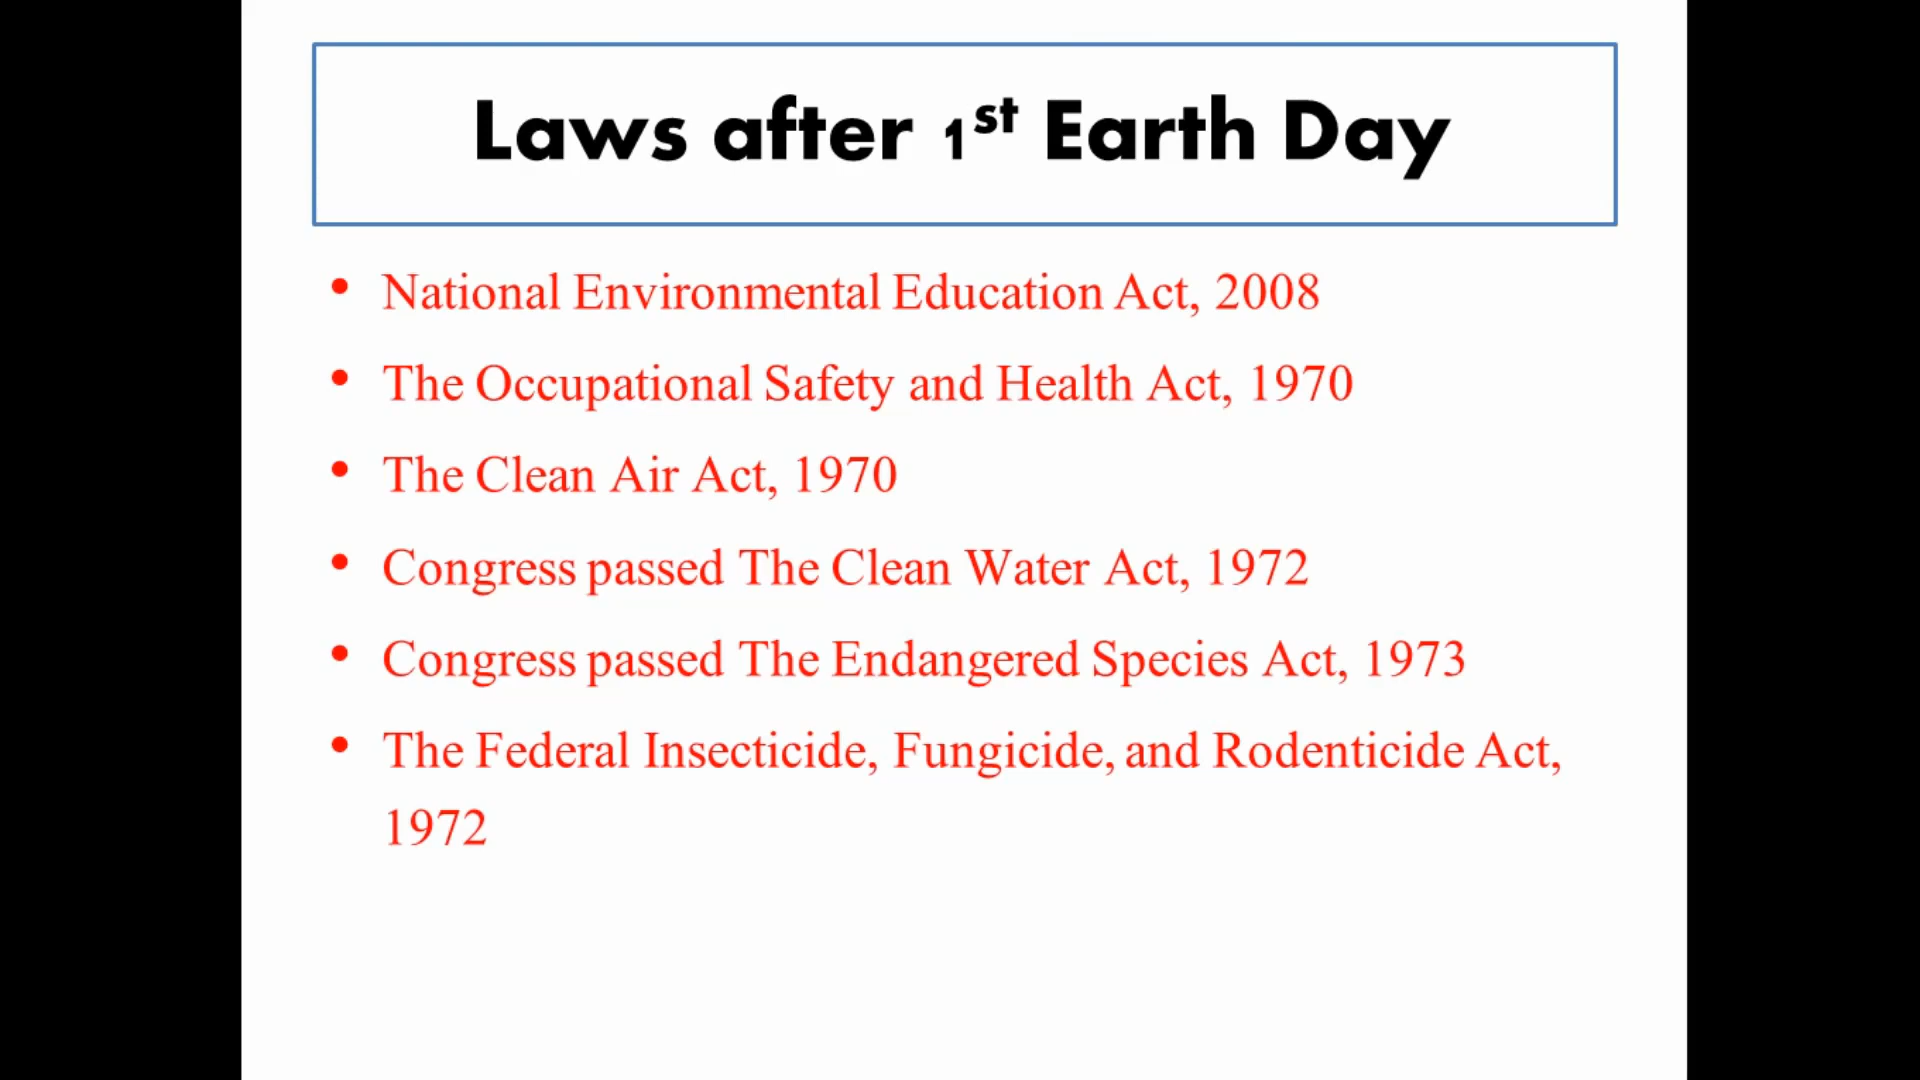 Laws after 1st Earth Day
• National Environmental Education Act, 2008
• The Occupational Safety and Health Act, 1970
• The Clean Air Act, 1970
• Congress passed The Clean Water Act, 1972
• Congress passed The Endangered Species Act, 1973
• The Federal Insecticide, Fungicide, and Rodenticide Act,
1972